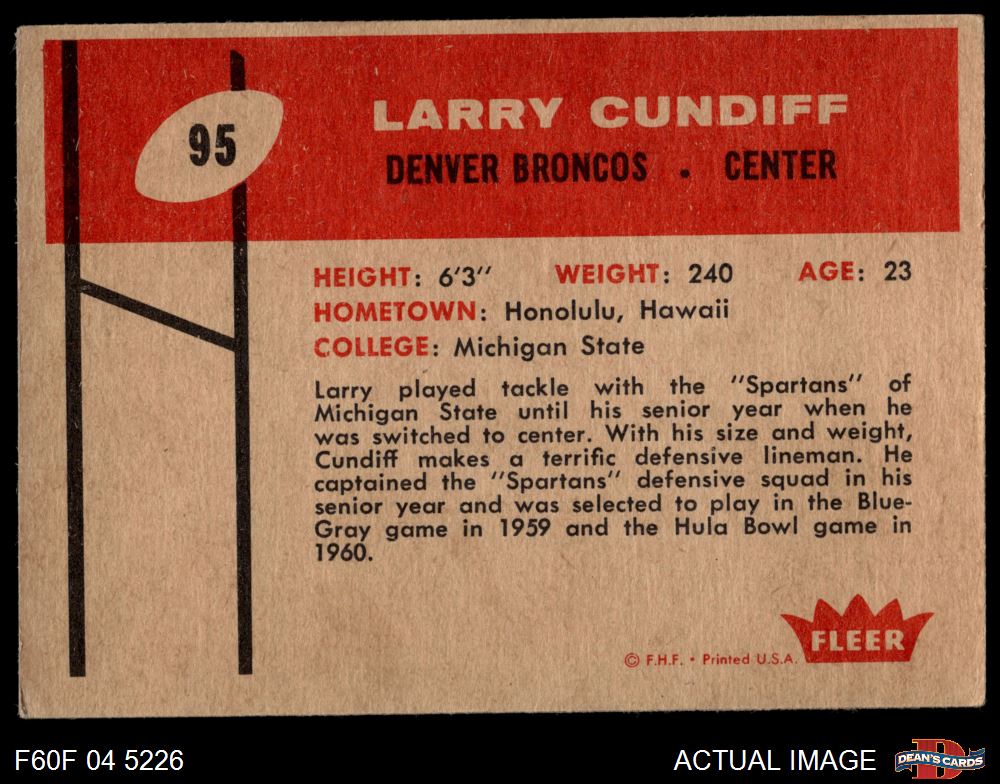 95
LARRY CUNDIFF
DENVER BRONCOS . CENTER
HEIGHT: 6'3" WEIGHT: 240 AGE: 23
HOMETOWN: Honolulu, Hawaii
COLLEGE: Michigan State
Larry played tackle with the "Spartans" of
Michigan State until his senior year when he
was switched to center. With his size and weight,
Cundiff makes a terrific defensive lineman. He
captained the "Spartans" defensive squad in his
senior year and was selected to play in the Blue-
Gray game in 1959 and the Hula Bowl game in
1960.
FLEER
© F.H.F. • Printed U.S.A.
F60F 04 5226
ACTUAL IMAGE
D
DEAN'S CARDS